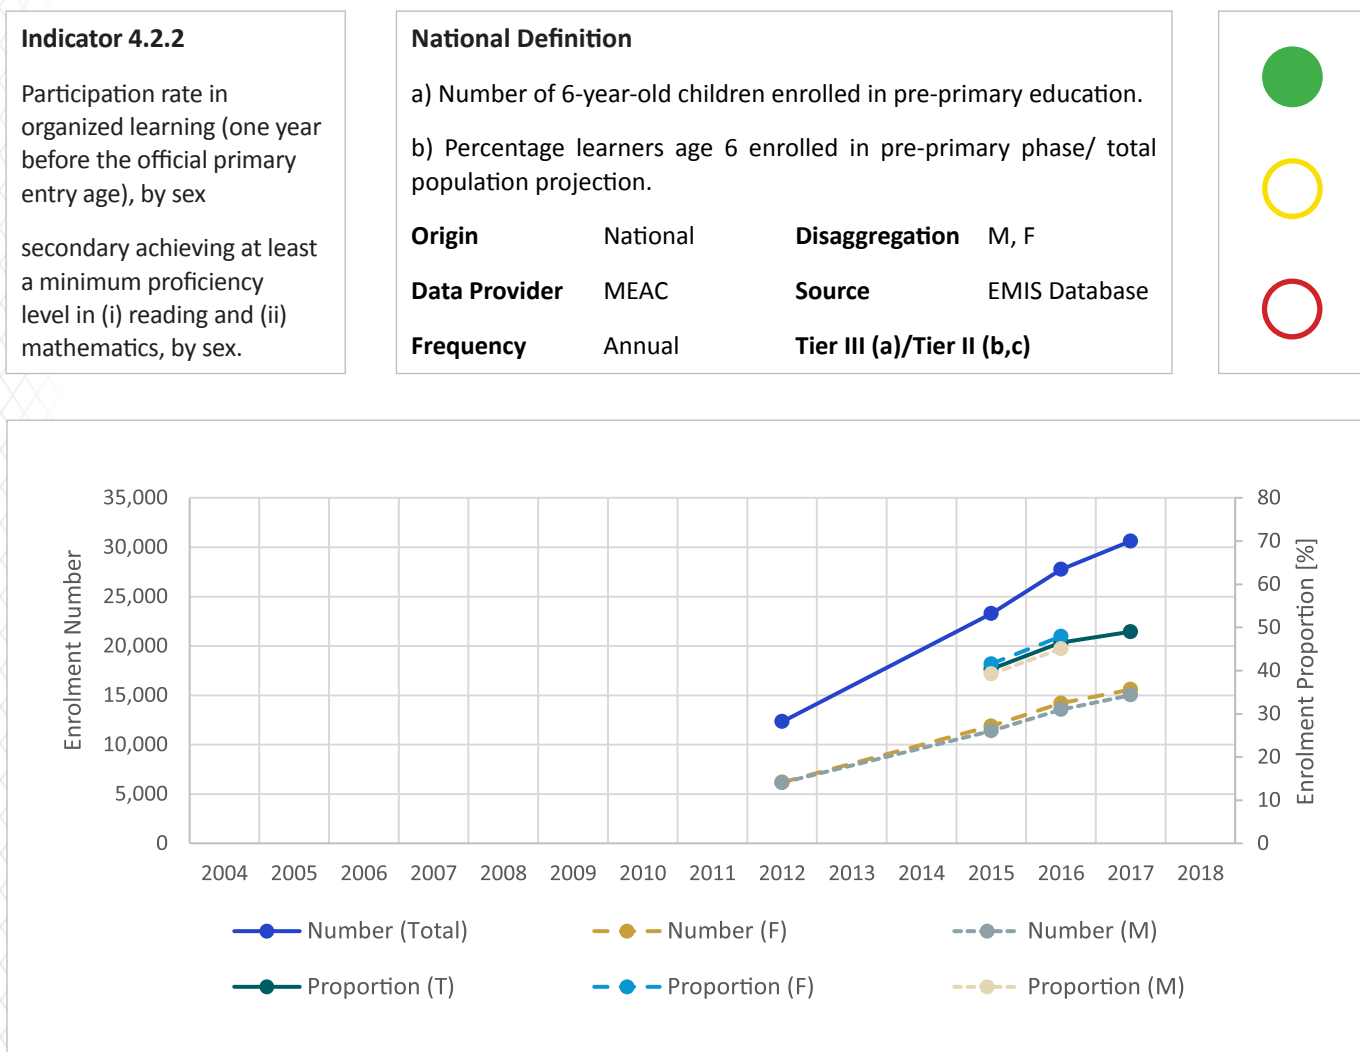 Indicator 4.2.2
Participation rate in
organized learning (one year
before the official primary
entry age), by sex
secondary achieving at least
a minimum proficiency
level in (i) reading and (ii)
mathematics, by sex.
National Definition
a) Number of 6-year-old children enrolled in pre-primary education.
b) Percentage learners age 6 enrolled in pre-primary phase/ total
population projection.
Origin National Disaggregation M, F
Data Provider MEAC Source EMIS Database
Frequency Annual Tier III (a)/Tier II (b,c)
Enrolment Number
35,000
30,000
25,000
20,000
15,000
10,000
5,000
0
80
70
60
50
40
30
20
10
0
Enrolment Proportion [%]
2004 2005 2006 2007 2008 2009 2010 2011 2012 2013 2014 2015 2016 2017 2018
Number (Total) Number (F) Number (M)
Proportion (T) Proportion (F) Proportion (M)